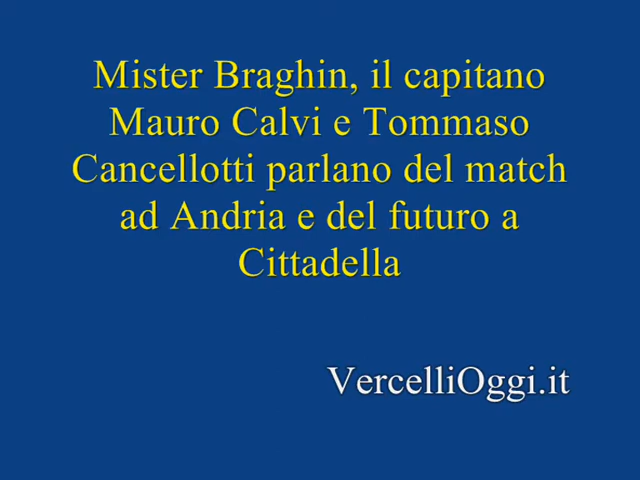 Mister Braghin, il capitano
Mauro Calvi e Tommaso
Cancellotti parlano del match
ad Andria e del futuro a
Cittadella
VercelliOggi.it